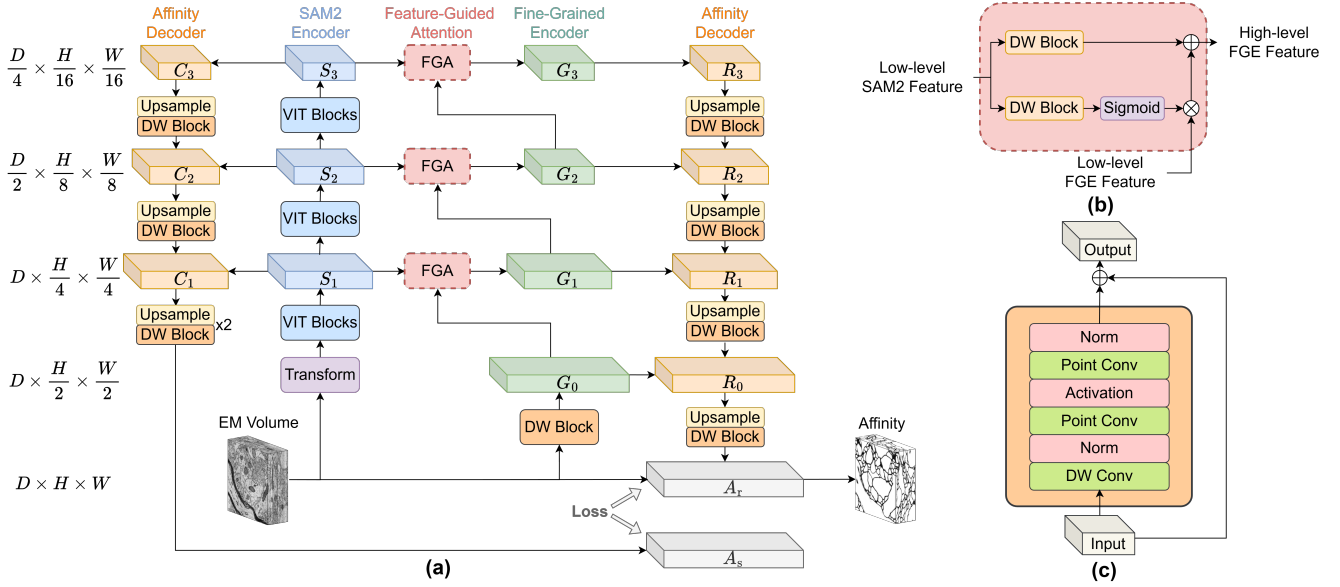 Affinity
Decoder
SAM2
Encoder
Feature-Guided
Attention
Fine-Grained
Encoder
Affinity
Decoder
D/4 × H/16 × W/16
C₃
S₃
FGA
G₃
R₃
Upsample
DW Block
VIT Blocks
Upsample
DW Block
D/2 × H/8 × W/8
C₂
S₂
FGA
G₂
R₂
Upsample
DW Block
VIT Blocks
Upsample
DW Block
D × H/4 × W/4
C₁
S₁
FGA
G₁
R₁
Upsample
DW Block
x2
VIT Blocks
Upsample
DW Block
D × H/2 × W/2
Transform
G₀
R₀
EM Volume
DW Block
Upsample
DW Block
Affinity
D × H × W
Aᵣ
Loss
Aₛ
(a)
Low-level
SAM2 Feature
DW Block
DW Block
Sigmoid
High-level
FGE Feature
Low-level
FGE Feature
(b)
Output
Norm
Point Conv
Activation
Point Conv
Norm
DW Conv
Input
(c)